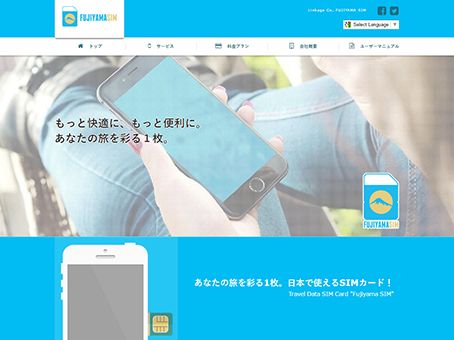 Linkage Co. FUJIYAMA SIM
FUJIYAMASIM
Select Language
トップ
サービス
料金プラン
会社概要
ユーザーマニュアル
もっと快適に、もっと便利に。
あなたの旅を彩る１枚。
FUJIYAMASIM
あなたの旅を彩る1枚。日本で使えるSIMカード！
Travel Data SIM Card "Fujiyama SIM"